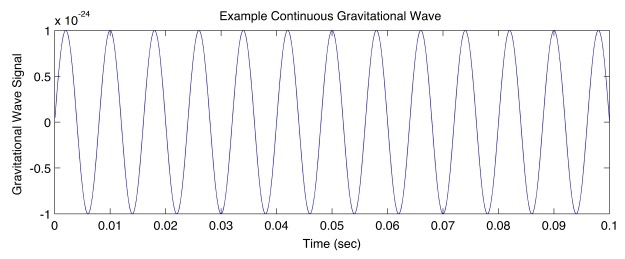 Example Continuous Gravitational Wave
x 10^-24
1
0.5
0
-0.5
-1
Gravitational Wave Signal
0 0.01 0.02 0.03 0.04 0.05 0.06 0.07 0.08 0.09 0.1
Time (sec)